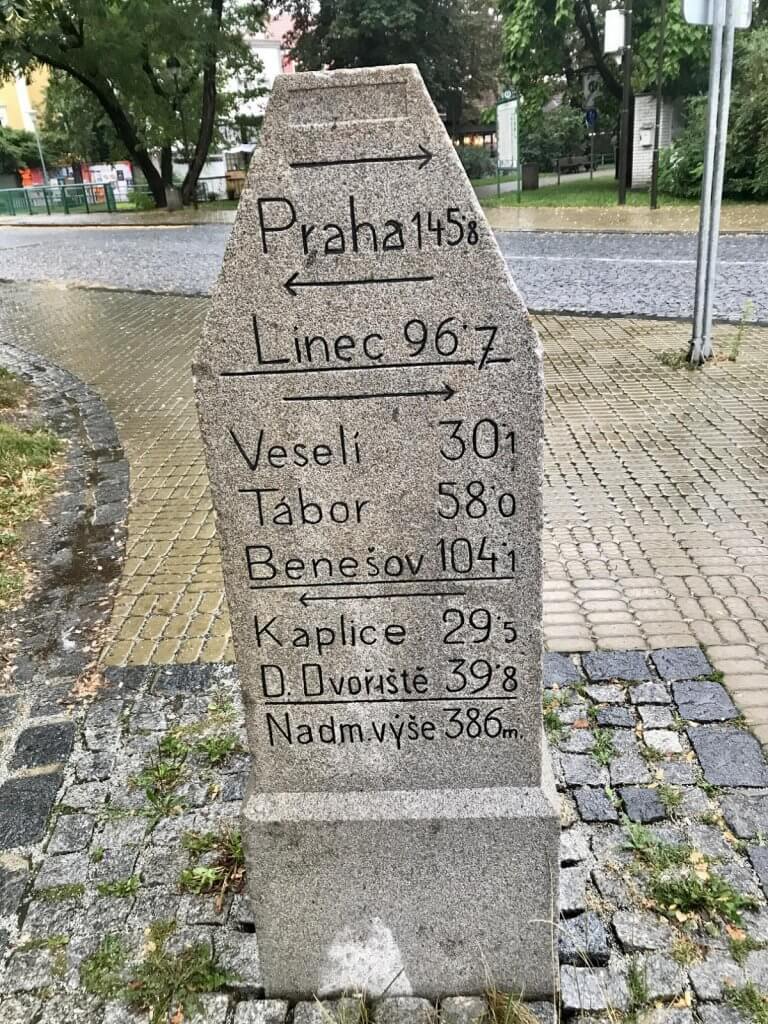 →
Praha 145·8
←
Linec 96·7
→
Veselí 30·1
Tábor 58·0
Benešov 104·1
←
Kaplice 29·5
D. Dvořiště 39·8
Nadm. výše 386 m.